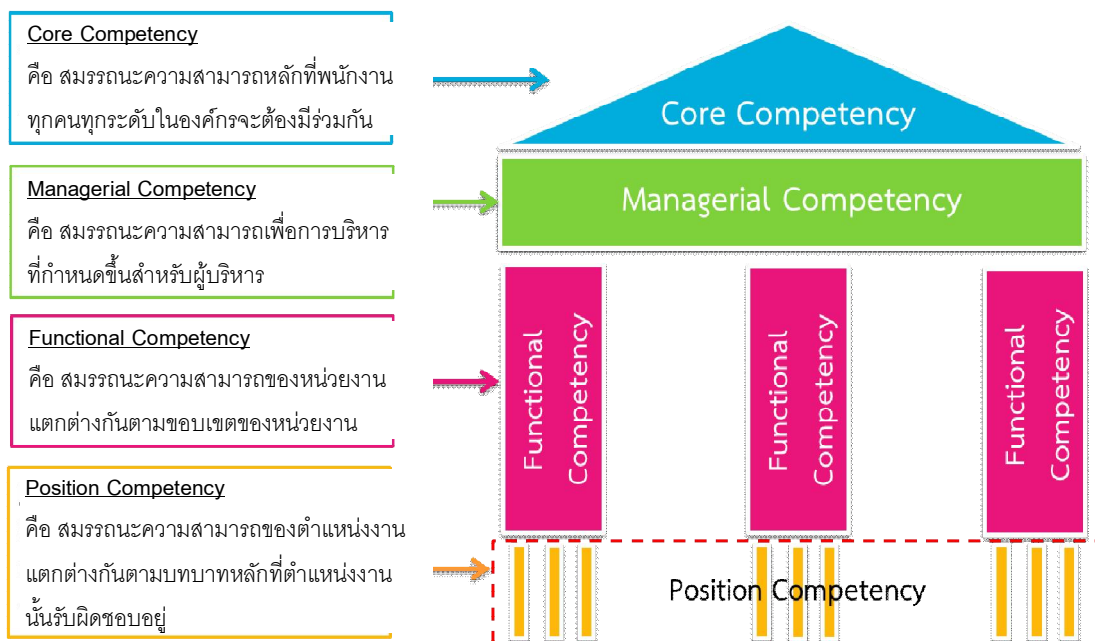 Core Competency
คือ สมรรถนะความสามารถหลักที่พนักงาน
ทุกคนทุกระดับในองค์กรจะต้องมีร่วมกัน
Managerial Competency
คือ สมรรถนะความสามารถเพื่อการบริหาร
ที่กำหนดขึ้นสำหรับผู้บริหาร
Functional Competency
คือ สมรรถนะความสามารถของหน่วยงาน
แตกต่างกันตามขอบเขตของหน่วยงาน
Position Competency
คือ สมรรถนะความสามารถของตำแหน่งงาน
แตกต่างกันตามบทบาทหลักที่ตำแหน่งงาน
นั้นรับผิดชอบอยู่
Core Competency
Managerial Competency
Functional
Competency
Functional
Competency
Functional
Competency
Position Competency